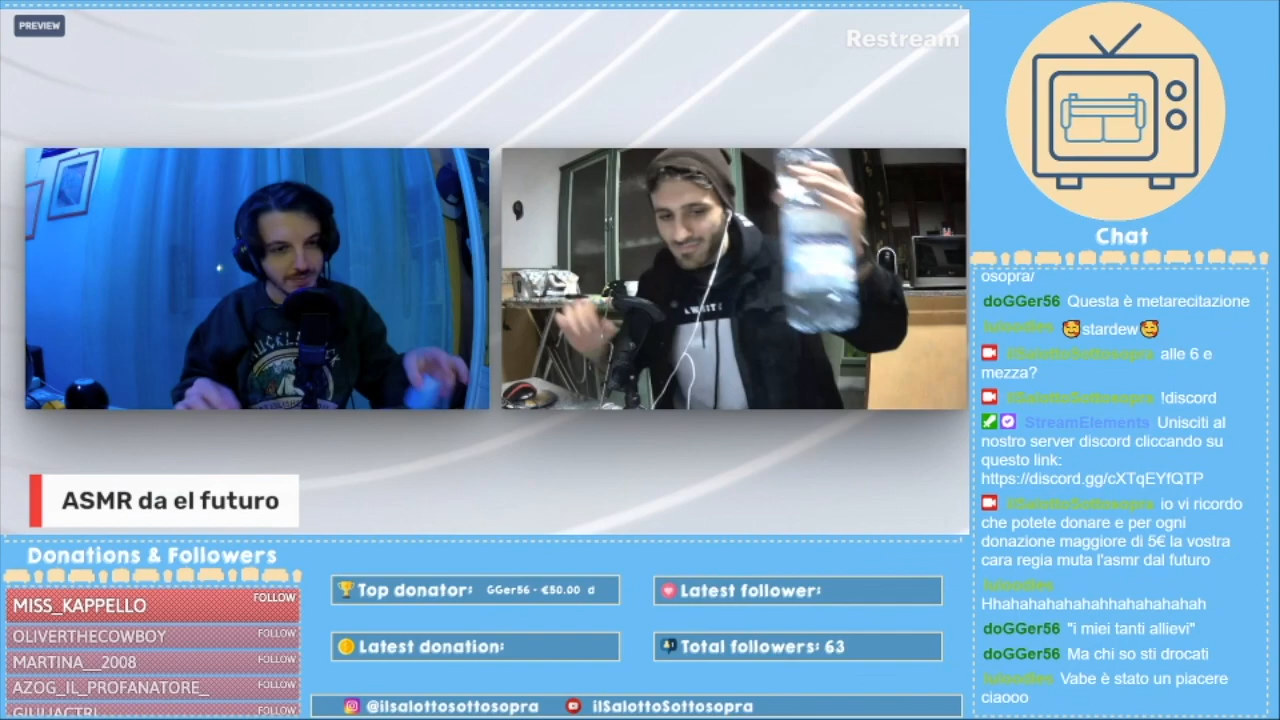 PREVIEW
Restream
ASMR da el futuro
Donations & Followers
MISS_KAPPELLO FOLLOW
OLIVERTHECOWBOY FOLLOW
MARTINA__2008 FOLLOW
AZOG_IL_PROFANATORE_ FOLLOW
FOLLOW
Top donator: GGer56 - €50.00 d
Latest follower:
Latest donation:
Total followers: 63
@ilsalottosottosopra
ilSalottoSottosopra
Chat
osopra/
doGGer56 Questa è metarecitazione
stardew
ilSalottoSottosopra alle 6 e
mezza?
ilSalottoSottosopra !discord
StreamElements Unisciti al
nostro server discord cliccando su
questo link:
https://discord.gg/cXTqEYfQTP
ilSalottoSottosopra io vi ricordo
che potete donare e per ogni
donazione maggiore di 5€ la vostra
cara regia muta l'asmr dal futuro
Hhahahahahahahhahahahahah
doGGer56 "i miei tanti allievi"
doGGer56 Ma chi so sti drocati
Vabe è stato un piacere
ciaooo